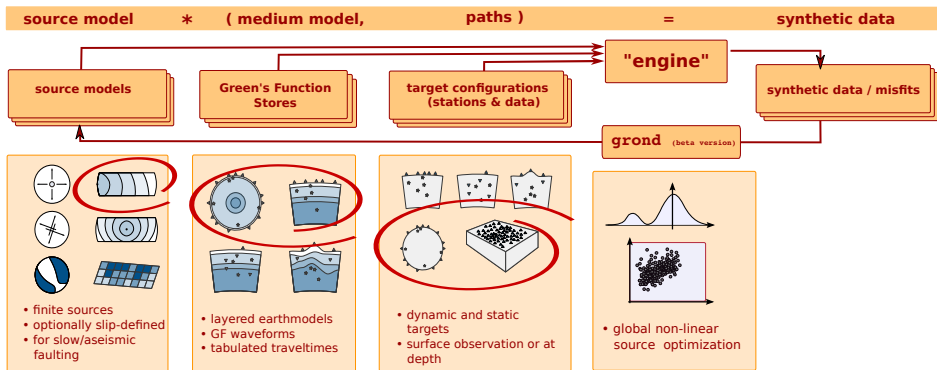 source model * ( medium model, paths ) = synthetic data
"engine"
source models
Green's Function
Stores
target configurations
(stations & data)
synthetic data / misfits
grond (beta version)
• finite sources
• optionally slip-defined
• for slow/aseismic
faulting
• layered earthmodels
• GF waveforms
• tabulated traveltimes
• dynamic and static
targets
• surface observation or at
depth
• global non-linear
source optimization